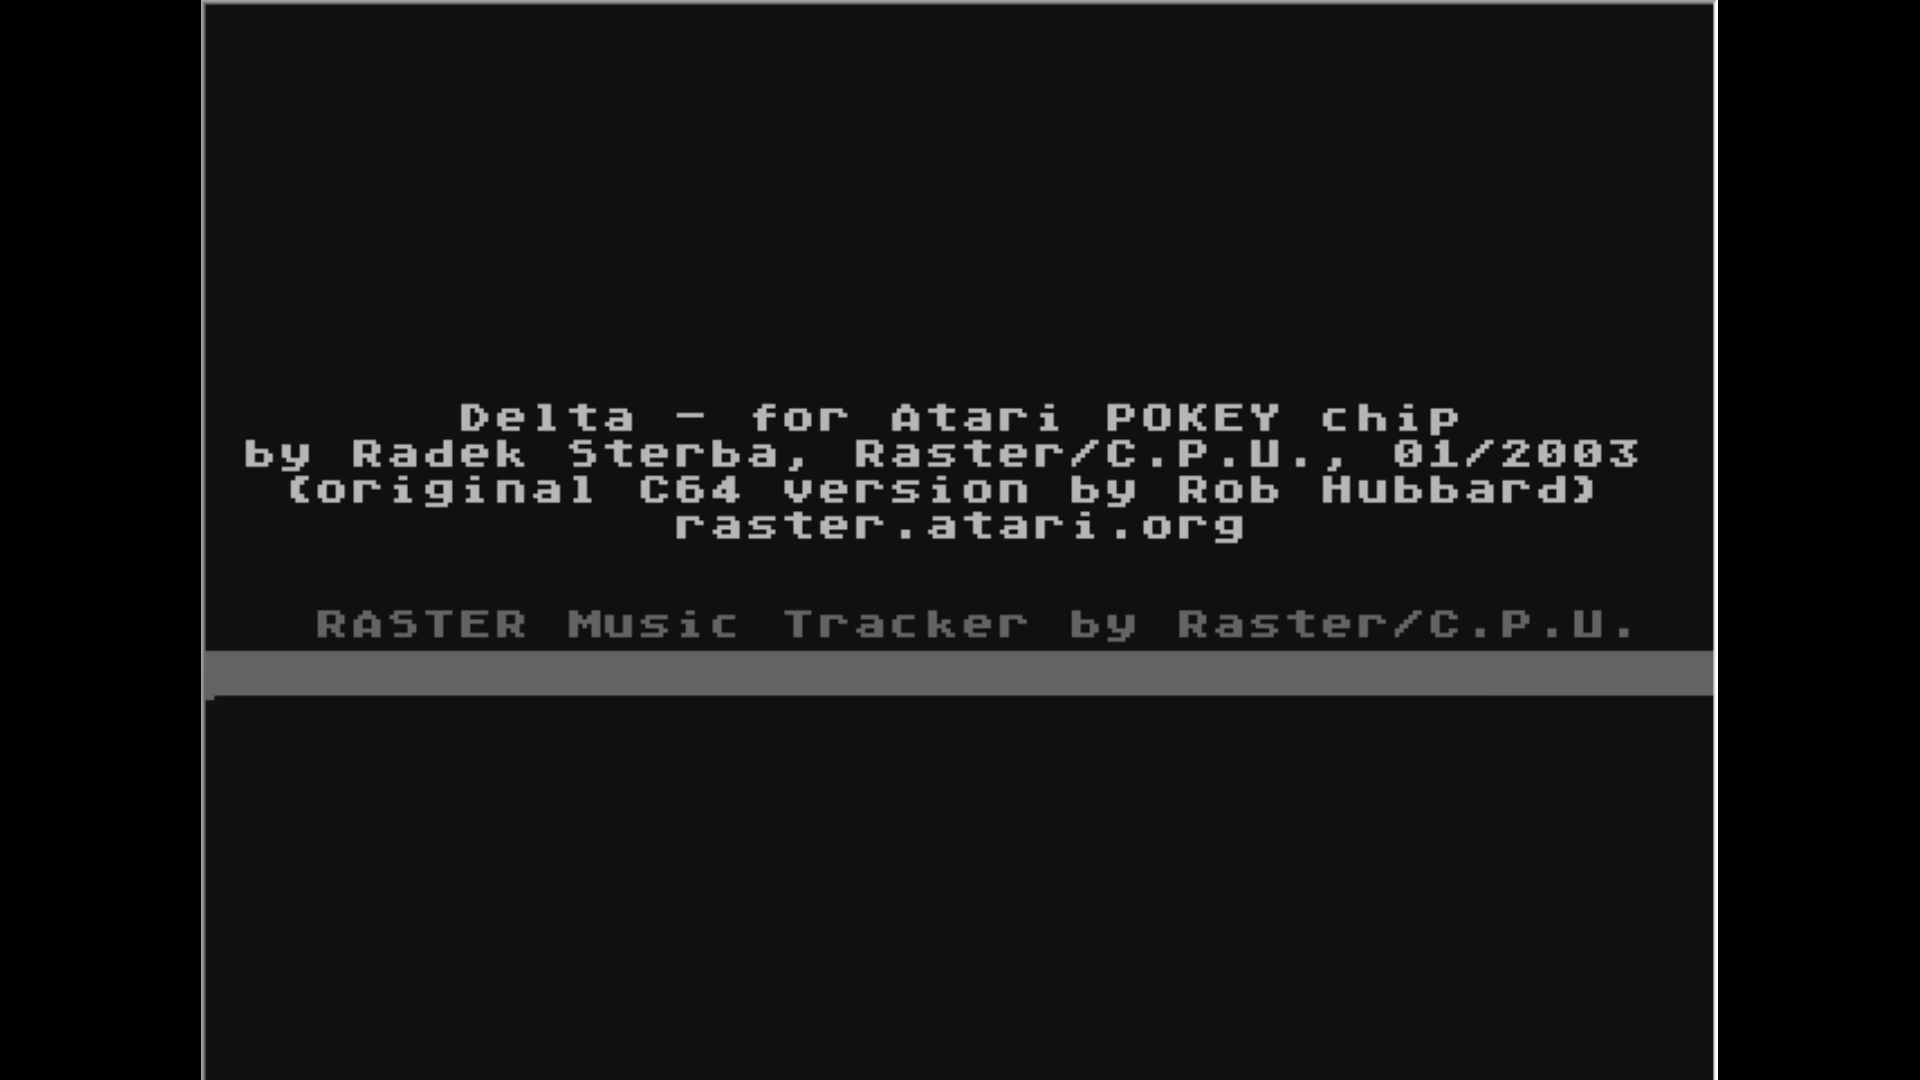 Delta - for Atari POKEY chip
by Radek Sterba, Raster/C.P.U., 01/2003
(original C64 version by Rob Hubbard)
raster.atari.org
RASTER Music Tracker by Raster/C.P.U.